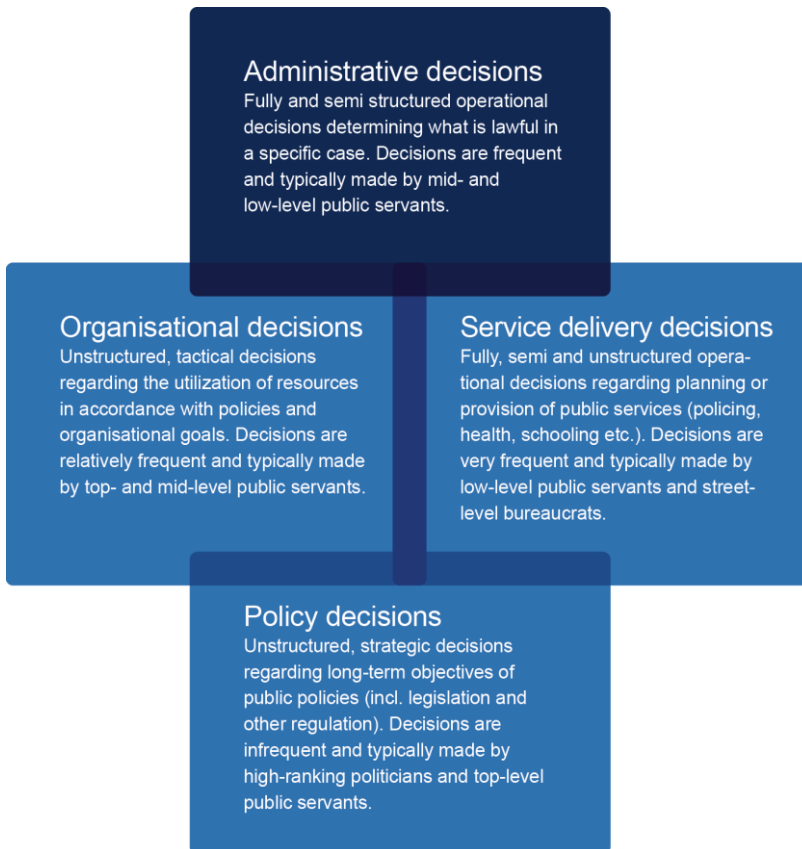 Administrative decisions
Fully and semi structured operational
decisions determining what is lawful in
a specific case. Decisions are frequent
and typically made by mid- and
low-level public servants.
Organisational decisions
Unstructured, tactical decisions
regarding the utilization of resources
in accordance with policies and
organisational goals. Decisions are
relatively frequent and typically made
by top- and mid-level public servants.
Service delivery decisions
Fully, semi and unstructured opera-
tional decisions regarding planning or
provision of public services (policing,
health, schooling etc.). Decisions are
very frequent and typically made by
low-level public servants and street-
level bureaucrats.
Policy decisions
Unstructured, strategic decisions
regarding long-term objectives of
public policies (incl. legislation and
other regulation). Decisions are
infrequent and typically made by
high-ranking politicians and top-level
public servants.